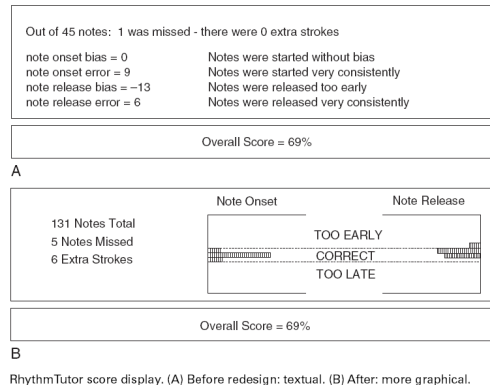 Out of 45 notes: 1 was missed - there were 0 extra strokes
note onset bias = 0 Notes were started without bias
note onset error = 9 Notes were started very consistently
note release bias = –13 Notes were released too early
note release error = 6 Notes were released very consistently
Overall Score = 69%
A
Note Onset Note Release
131 Notes Total
5 Notes Missed
6 Extra Strokes
TOO EARLY
CORRECT
TOO LATE
Overall Score = 69%
B
RhythmTutor score display. (A) Before redesign: textual. (B) After: more graphical.